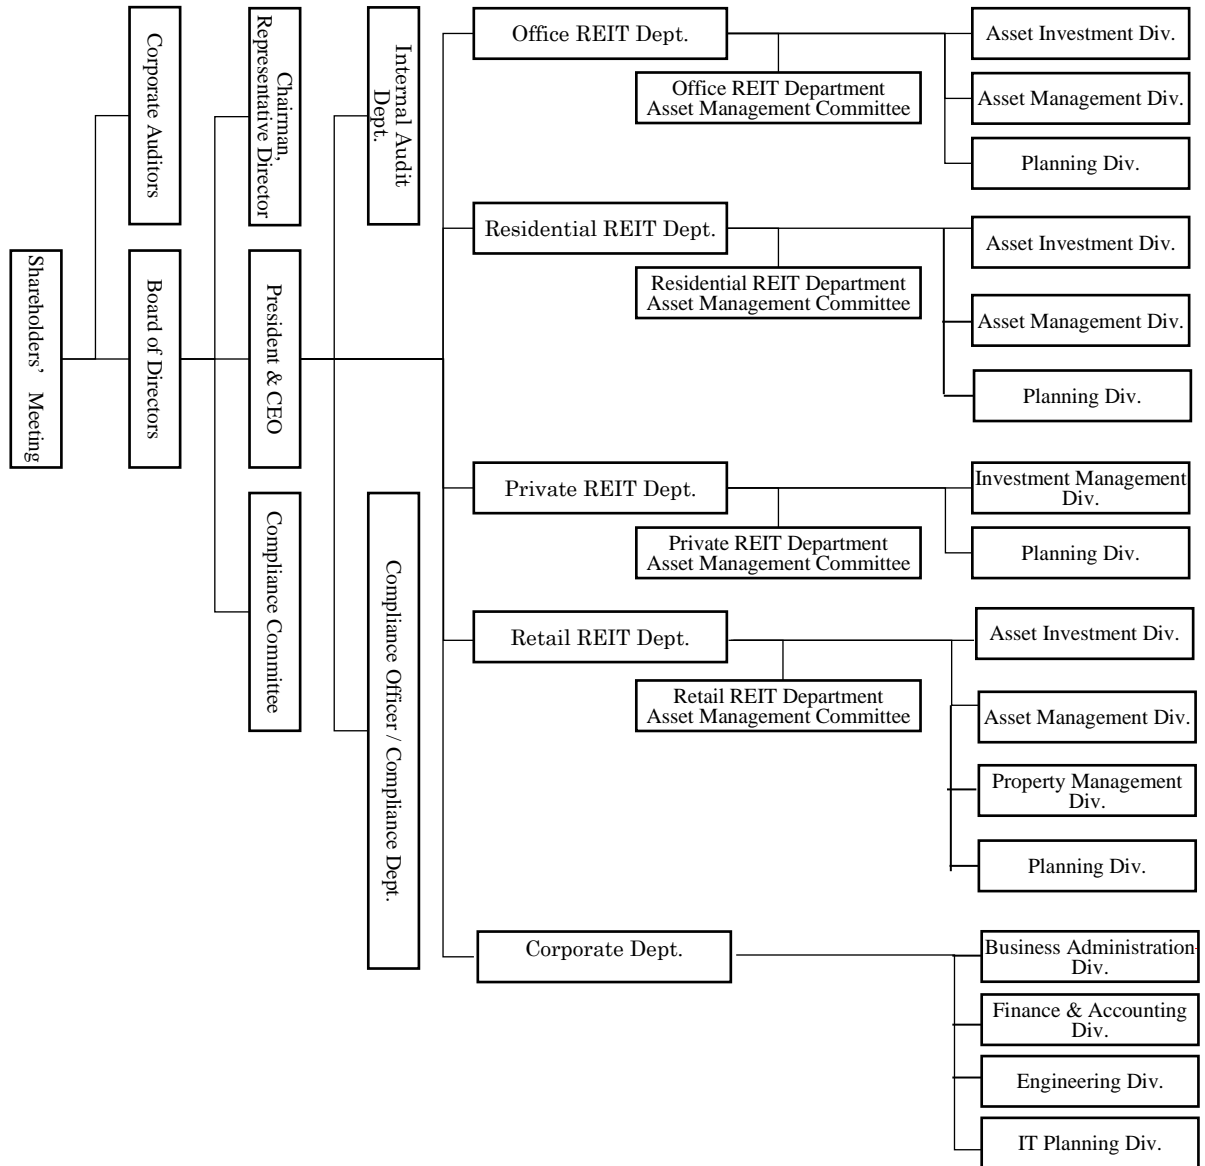 Shareholders' Meeting
Corporate Auditors
Board of Directors
Chairman,
Representative Director
President & CEO
Compliance Committee
Internal Audit
Dept.
Compliance Officer / Compliance Dept.
Office REIT Dept.
Office REIT Department
Asset Management Committee
Asset Investment Div.
Asset Management Div.
Planning Div.
Residential REIT Dept.
Residential REIT Department
Asset Management Committee
Asset Investment Div.
Asset Management Div.
Planning Div.
Private REIT Dept.
Private REIT Department
Asset Management Committee
Investment Management
Div.
Planning Div.
Retail REIT Dept.
Retail REIT Department
Asset Management Committee
Asset Investment Div.
Asset Management Div.
Property Management
Div.
Planning Div.
Corporate Dept.
Business Administration
Div.
Finance & Accounting
Div.
Engineering Div.
IT Planning Div.